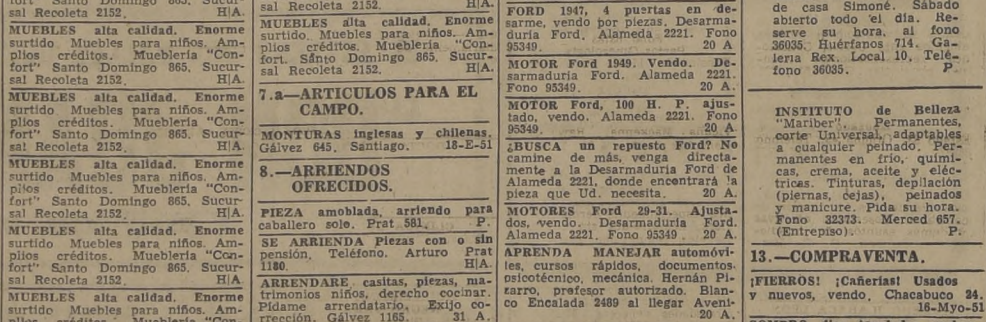 fort" Santo Domingo 865. Sucur-
sal Recoleta 2152. H|A.
MUEBLES alta calidad. Enorme
surtido Muebles para niños. Am-
plios créditos. Mueblería "Con-
fort" Santo Domingo 865. Sucur-
sal Recoleta 2152. H|A.
MUEBLES alta calidad. Enorme
surtido Muebles para niños. Am-
plios créditos. Mueblería "Con-
fort" Santo Domingo 865. Sucur-
sal Recoleta 2152. H|A.
MUEBLES alta calidad. Enorme
surtido Muebles para niños. Am-
plios créditos. Mueblería "Con-
fort" Santo Domingo 865. Sucur-
sal Recoleta 2152. H|A.
MUEBLES alta calidad. Enorme
surtido Muebles para niños. Am-
plios créditos. Mueblería "Con-
fort" Santo Domingo 865. Sucur-
sal Recoleta 2152. H|A.
MUEBLES alta calidad. Enorme
surtido Muebles para niños. Am-
plios créditos. Mueblería "Con-
sal Recoleta 2152. H|A.
MUEBLES alta calidad. Enorme
surtido. Muebles para niños. Am-
plios créditos. Mueblería "Con-
fort. Santo Domingo 865. Sucur-
sal Recoleta 2152. H|A.
7.a—ARTICULOS PARA EL
CAMPO.
MONTURAS inglesas y chilenas.
Gálvez 645. Santiago. 18-E-51
8.—ARRIENDOS
OFRECIDOS.
PIEZA amoblada, arriendo para
caballero solo. Prat 581. P.
SE ARRIENDA Piezas con o sin
pensión, Teléfono. Arturo Prat
1180. H|A.
ARRENDARE casitas, piezas, ma-
trimonios niños, derecho cocinar.
Pídame arrendatario. Exijo co-
rrección. Gálvez 1165. 31 A.
FORD 1947, 4 puertas en de-
sarme, vendo por piezas. Desarma-
duría Ford. Alameda 2221. Fono
95349. 20 A
MOTOR Ford 1949. Vendo. De-
sarmaduría Ford. Alameda 2221.
Fono 95349. 20 A.
MOTOR Ford, 100 H. P. ajus-
tado, vendo. Alameda 2221. Fono
95349. 20 A.
¿BUSCA un repuesto Ford? No
camine de más, venga directa-
mente a la Desarmaduría Ford de
Alameda 2221, donde encontrará la
pieza que Ud. necesita. 20 A.
MOTORES Ford 29-31. Ajusta-
dos, vendo. Desarmaduría Ford.
Alameda 2221. Fono 95349. 20 A.
APRENDA MANEJAR automóvi-
les, cursos rápidos, documentos,
psicotécnico, mecánica. Hernán Pi-
zarro, profesor autorizado. Blan-
co Encalada 2489 al llegar Aveni-
20 A.
de casa Simoné. Sábado
abierto todo el día. Re-
serve su hora, al fono
36035. Huérfanos 714. Ga-
lería Rex. Local 10. Telé-
fono 36035. P.
INSTITUTO de Belleza
"Mariber". Permanentes,
corte Universal, adaptables
a cualquier peinado. Per-
manentes en frío, quími-
cas, crema, aceite y eléc-
tricas. Tinturas, depilación
(piernas, cejas), peinados
y manicure. Pida su hora.
Fono 32373. Merced 657.
(Entrepiso). P.
13.—COMPRAVENTA.
¡FIERROS! ¡Cañerías! Usados
y nuevos, vendo. Chacabuco 24.
16-Myo-51